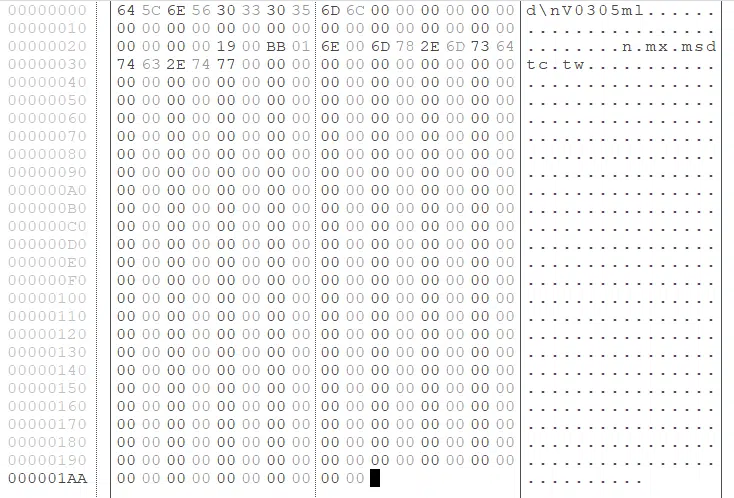 00000000 64 5C 6E 56 30 33 30 35 6D 6C 00 00 00 00 00 00 d\nV0305ml......
00000010 00 00 00 00 00 00 00 00 00 00 00 00 00 00 00 00 ................
00000020 00 00 00 00 19 00 BB 01 6E 00 6D 78 2E 6D 73 64 ........n.mx.msd
00000030 74 63 2E 74 77 00 00 00 00 00 00 00 00 00 00 00 tc.tw...........
00000040 00 00 00 00 00 00 00 00 00 00 00 00 00 00 00 00 ................
00000050 00 00 00 00 00 00 00 00 00 00 00 00 00 00 00 00 ................
00000060 00 00 00 00 00 00 00 00 00 00 00 00 00 00 00 00 ................
00000070 00 00 00 00 00 00 00 00 00 00 00 00 00 00 00 00 ................
00000080 00 00 00 00 00 00 00 00 00 00 00 00 00 00 00 00 ................
00000090 00 00 00 00 00 00 00 00 00 00 00 00 00 00 00 00 ................
000000A0 00 00 00 00 00 00 00 00 00 00 00 00 00 00 00 00 ................
000000B0 00 00 00 00 00 00 00 00 00 00 00 00 00 00 00 00 ................
000000C0 00 00 00 00 00 00 00 00 00 00 00 00 00 00 00 00 ................
000000D0 00 00 00 00 00 00 00 00 00 00 00 00 00 00 00 00 ................
000000E0 00 00 00 00 00 00 00 00 00 00 00 00 00 00 00 00 ................
000000F0 00 00 00 00 00 00 00 00 00 00 00 00 00 00 00 00 ................
00000100 00 00 00 00 00 00 00 00 00 00 00 00 00 00 00 00 ................
00000110 00 00 00 00 00 00 00 00 00 00 00 00 00 00 00 00 ................
00000120 00 00 00 00 00 00 00 00 00 00 00 00 00 00 00 00 ................
00000130 00 00 00 00 00 00 00 00 00 00 00 00 00 00 00 00 ................
00000140 00 00 00 00 00 00 00 00 00 00 00 00 00 00 00 00 ................
00000150 00 00 00 00 00 00 00 00 00 00 00 00 00 00 00 00 ................
00000160 00 00 00 00 00 00 00 00 00 00 00 00 00 00 00 00 ................
00000170 00 00 00 00 00 00 00 00 00 00 00 00 00 00 00 00 ................
00000180 00 00 00 00 00 00 00 00 00 00 00 00 00 00 00 00 ................
00000190 00 00 00 00 00 00 00 00 00 00 00 00 00 00 00 00 ................
000001AA 00 00 00 00 00 00 00 00 00 00 ..........